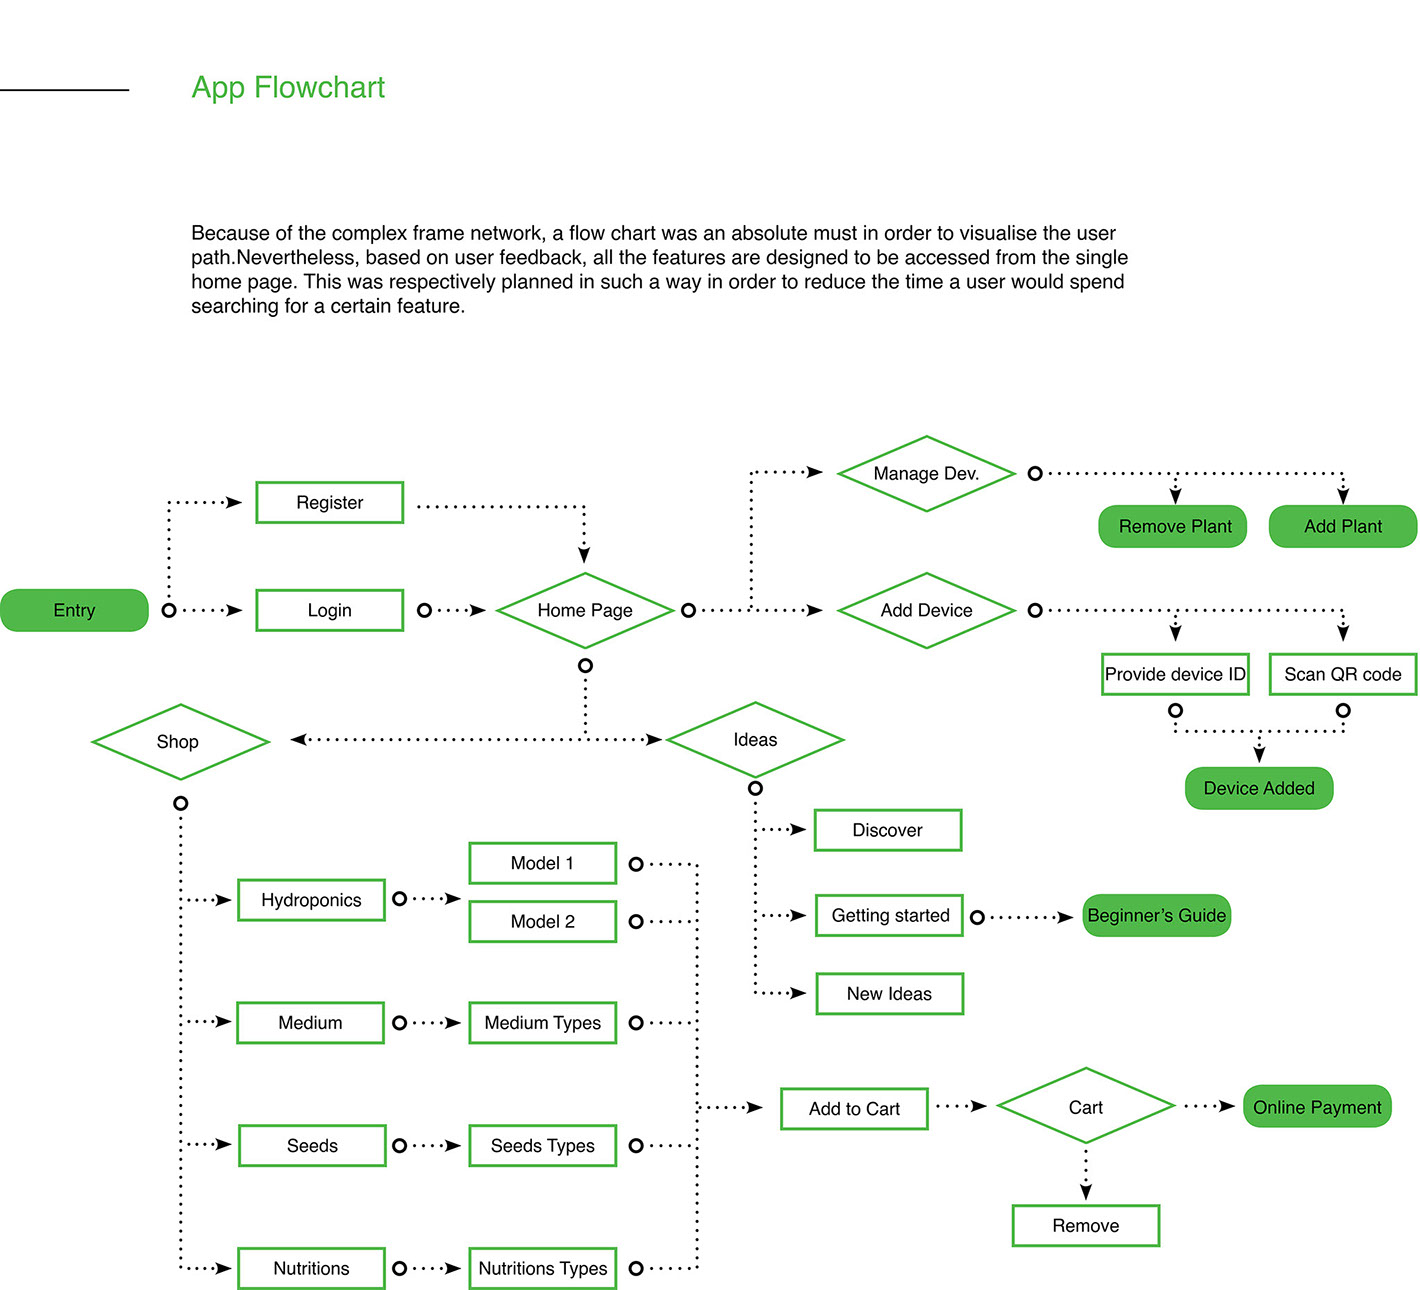 App Flowchart
Because of the complex frame network, a flow chart was an absolute must in order to visualise the user
path.Nevertheless, based on user feedback, all the features are designed to be accessed from the single
home page. This was respectively planned in such a way in order to reduce the time a user would spend
searching for a certain feature.
Manage Dev.
Register
Remove Plant
Add Plant
Entry
Login
Home Page
Add Device
Provide device ID
Scan QR code
Shop
Ideas
Device Added
Discover
Model 1
Hydroponics
Model 2
Getting started
Beginner’s Guide
New Ideas
Medium
Medium Types
Add to Cart
Cart
Online Payment
Seeds
Seeds Types
Remove
Nutritions
Nutritions Types